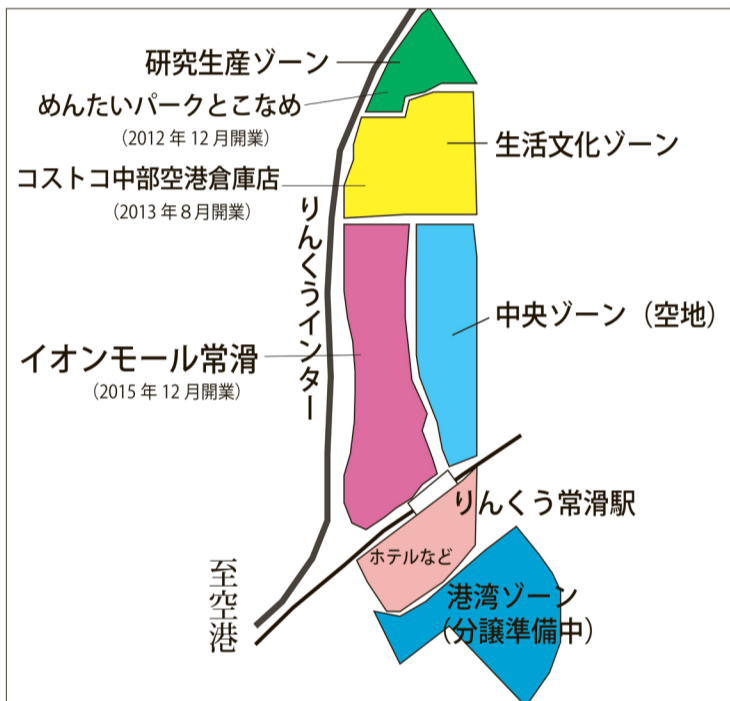 研究生産ゾーン
めんたいパークとこなめ
(2012年12月開業)
生活文化ゾーン
コストコ中部空港倉庫店
(2013年8月開業)
りんくうインター
中央ゾーン（空地）
イオンモール常滑
(2015年12月開業)
りんくう常滑駅
ホテルなど
至空港
港湾ゾーン
(分譲準備中)